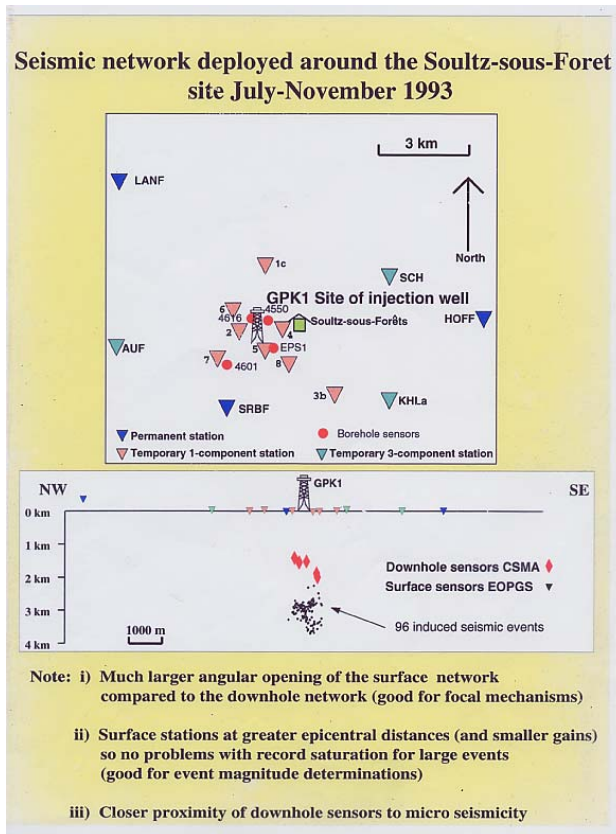 Seismic network deployed around the Soultz-sous-Foret
site July-November 1993
3 km
LANF
North
1c
SCH
GPK1 Site of injection well
6
4550
4616
Soultz-sous-Forêts
HOFF
2
4
AUF
5
EPS1
7
8
4601
3b
KHLa
SRBF
Permanent station
Borehole sensors
Temporary 1-component station
Temporary 3-component station
NW
GPK1
SE
0 km
1 km
Downhole sensors CSMA
2 km
Surface sensors EOPGS
3 km
1000 m
96 induced seismic events
4 km
Note: i) Much larger angular opening of the surface network
compared to the downhole network (good for focal mechanisms)
ii) Surface stations at greater epicentral distances (and smaller gains)
so no problems with record saturation for large events
(good for event magnitude determinations)
iii) Closer proximity of downhole sensors to micro seismicity